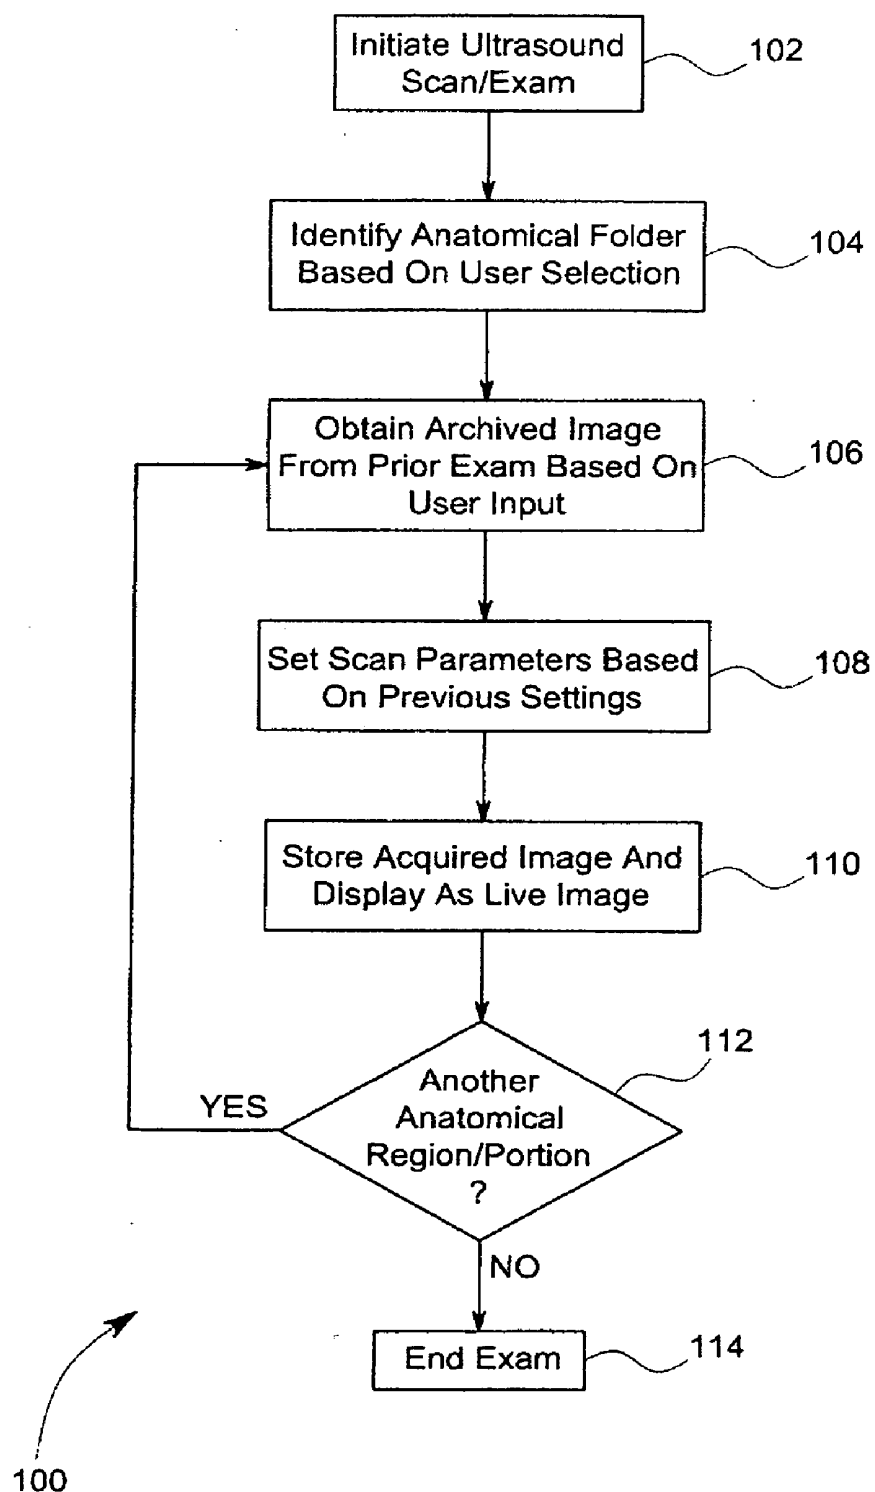 Initiate Ultrasound
Scan/Exam
102
Identify Anatomical Folder
Based On User Selection
104
Obtain Archived Image
From Prior Exam Based On
User Input
106
Set Scan Parameters Based
On Previous Settings
108
Store Acquired Image And
Display As Live Image
110
112
Another
Anatomical
Region/Portion
?
YES
NO
End Exam
114
100